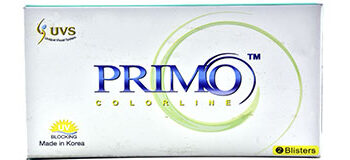 UVS
PRIMO™
COLORLINE
UV
BLOCKING
Made in Korea
2 Blisters